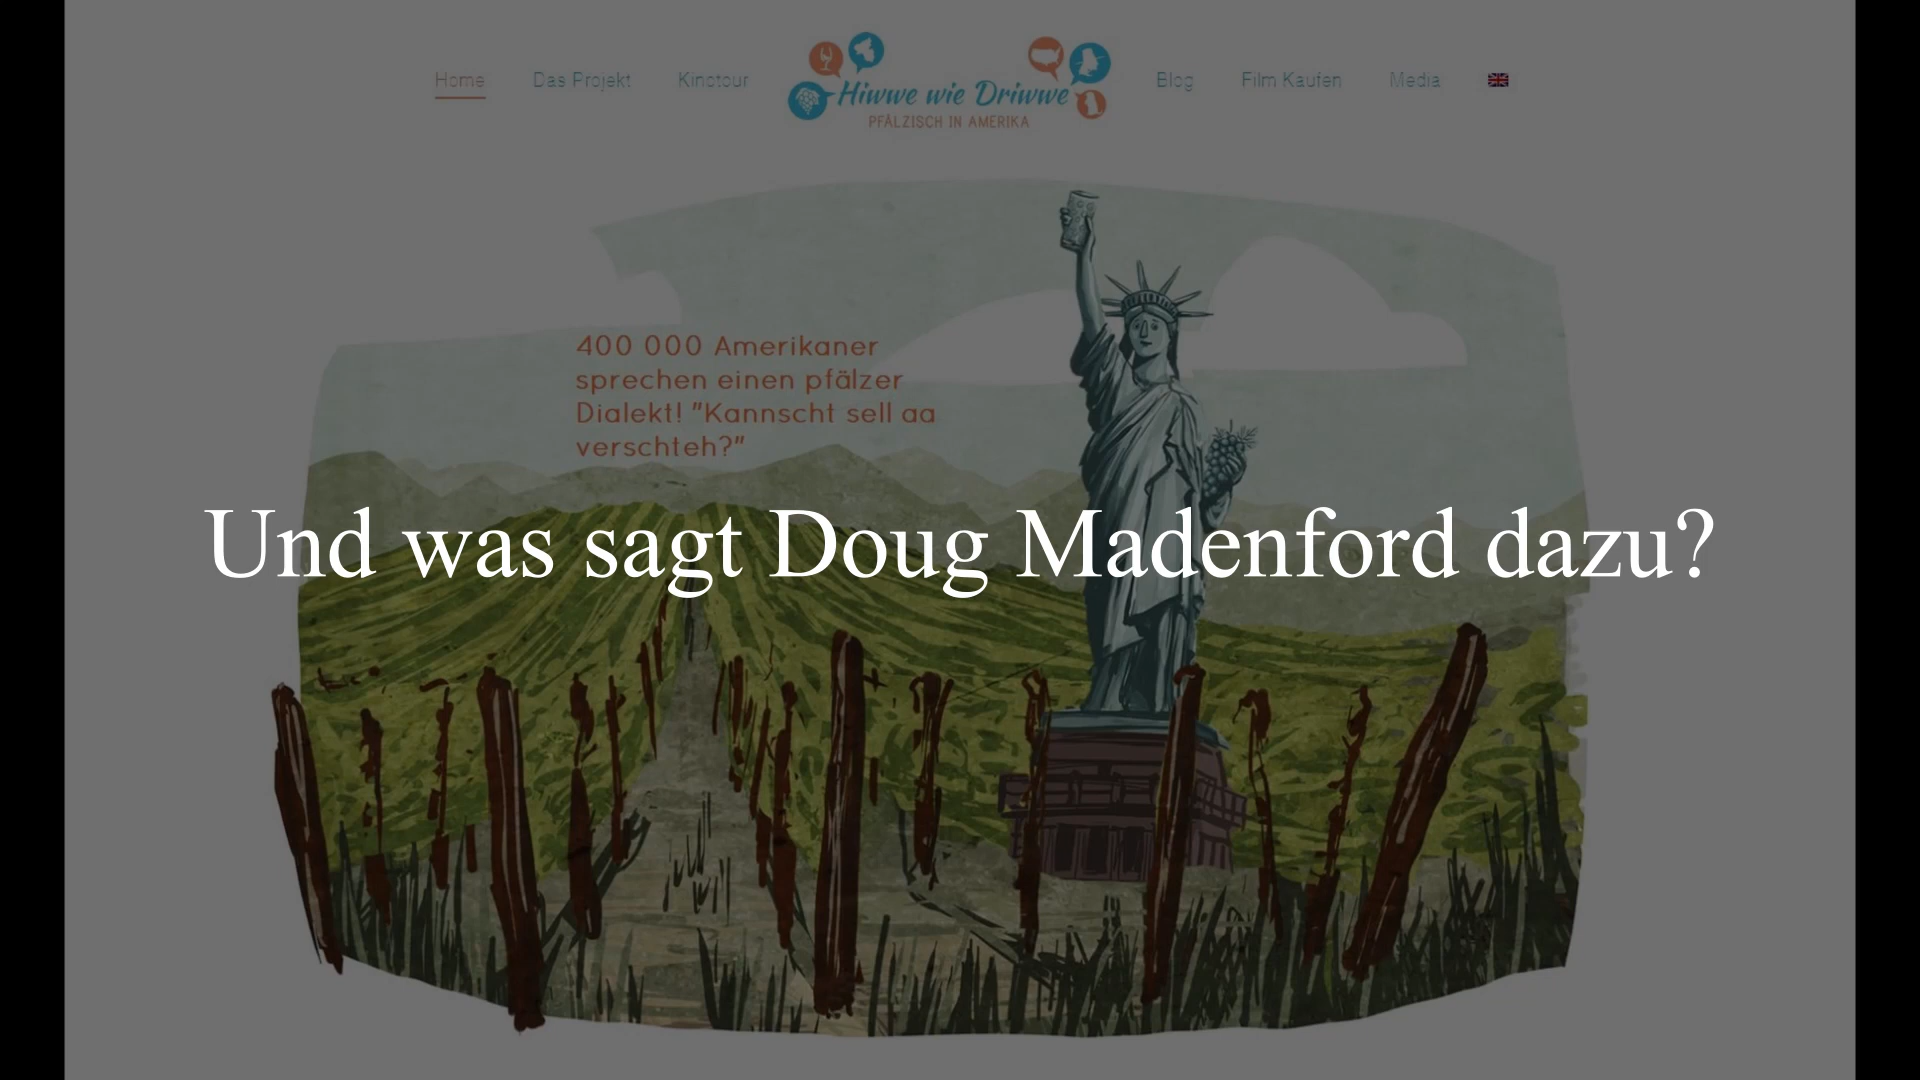 Home Das Projekt Kinotour Hiwwe wie Driwwe Blog Film Kaufen Media
PFÄLZISCH IN AMERIKA
400 000 Amerikaner
sprechen einen pfälzer
Dialekt! "Kannscht sell aa
verschteh?"
Und was sagt Doug Madenford dazu?